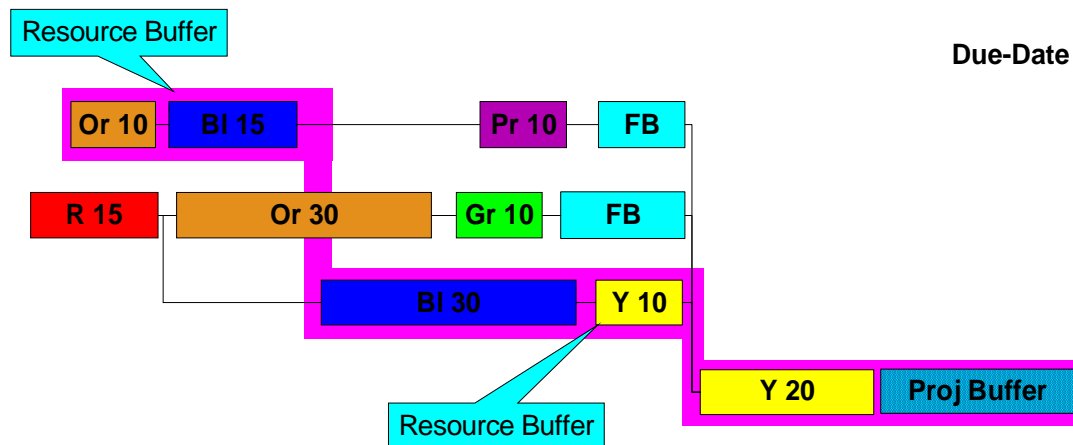 Resource Buffer
Due-Date
Or 10
Bl 15
Pr 10
FB
R 15
Or 30
Gr 10
FB
Bl 30
Y 10
Y 20
Proj Buffer
Resource Buffer